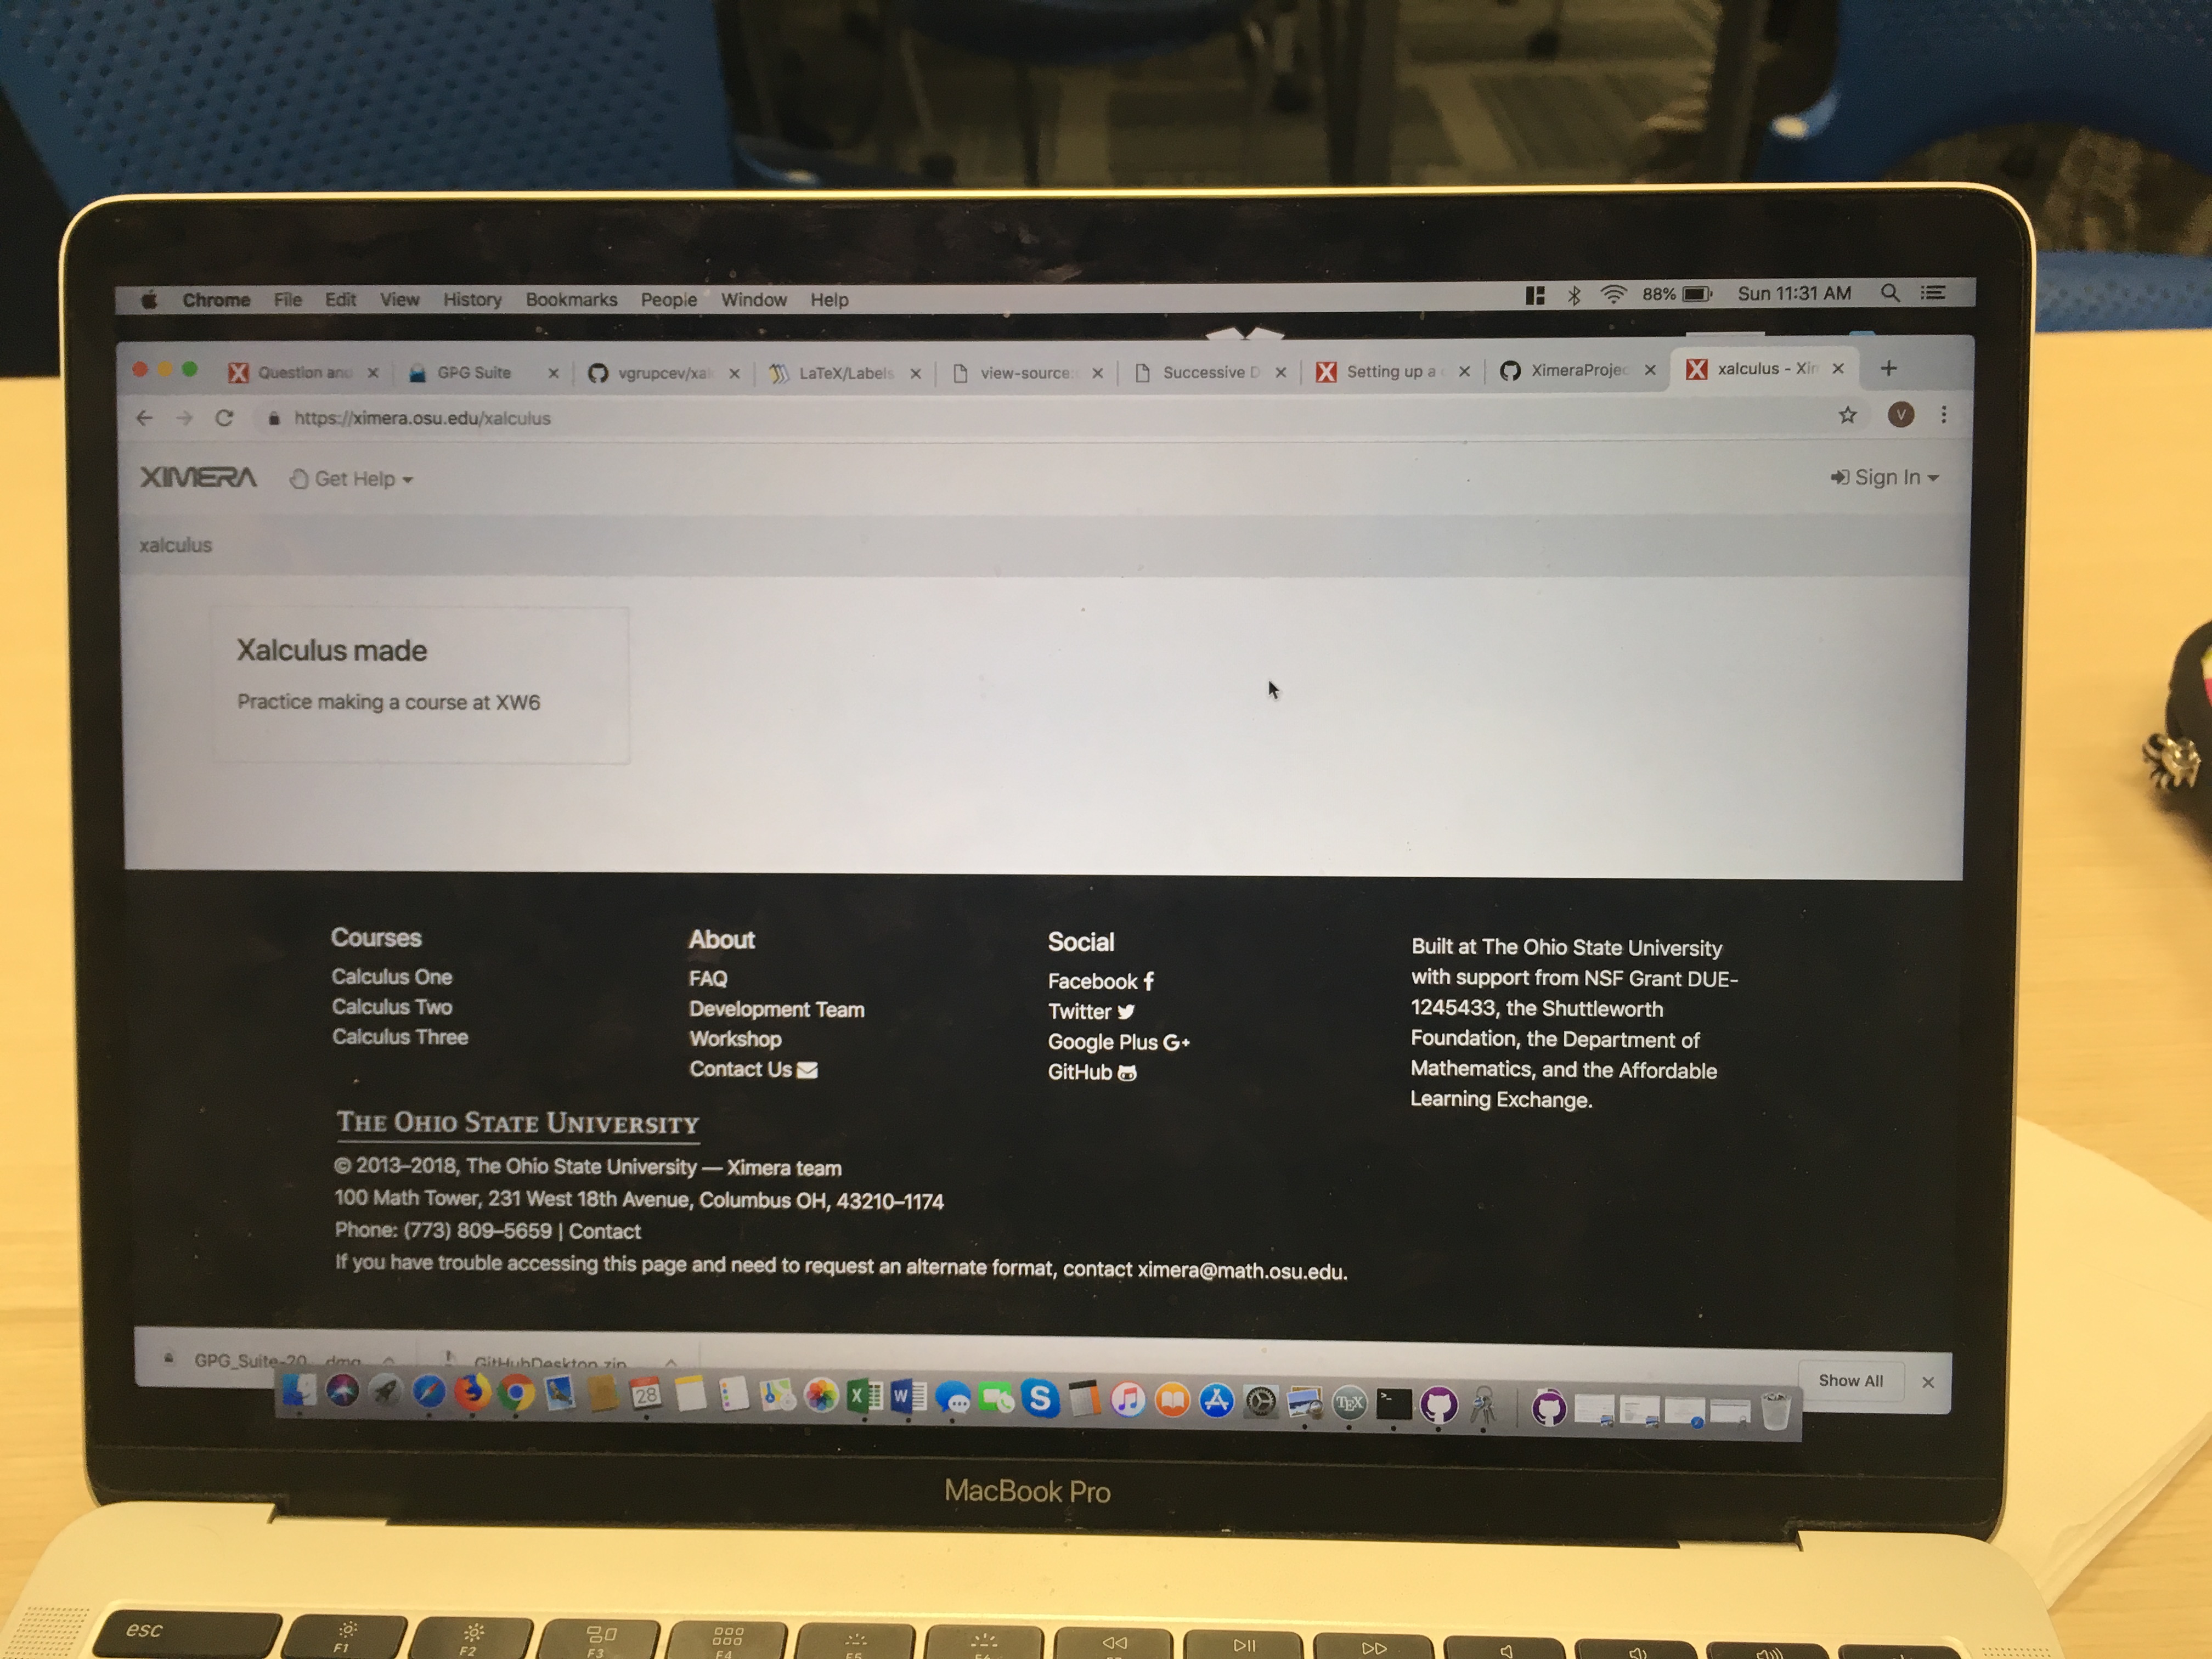 Chrome File Edit View History Bookmarks People Window Help 88% Sun 11:31 AM
Question and GPG Suite vgrupcev/xal LaTeX/Labels view-source: Successive D Setting up a XimeraProjec xalculus - Xim
https://ximera.osu.edu/xalculus V
XIMERA Get Help Sign In
xalculus
Xalculus made
Practice making a course at XW6
Courses
Calculus One
Calculus Two
Calculus Three
About
FAQ
Development Team
Workshop
Contact Us
Social
Facebook
Twitter
Google Plus G+
GitHub
Built at The Ohio State University
with support from NSF Grant DUE-
1245433, the Shuttleworth
Foundation, the Department of
Mathematics, and the Affordable
Learning Exchange.
THE OHIO STATE UNIVERSITY
© 2013–2018, The Ohio State University — Ximera team
100 Math Tower, 231 West 18th Avenue, Columbus OH, 43210–1174
Phone: (773) 809–5659 | Contact
If you have trouble accessing this page and need to request an alternate format, contact ximera@math.osu.edu.
GPG_Suite-20....dmg GitHubDesktop.zip Show All
28 X W S TEX
MacBook Pro
esc F1 F2 F3 F4 F5